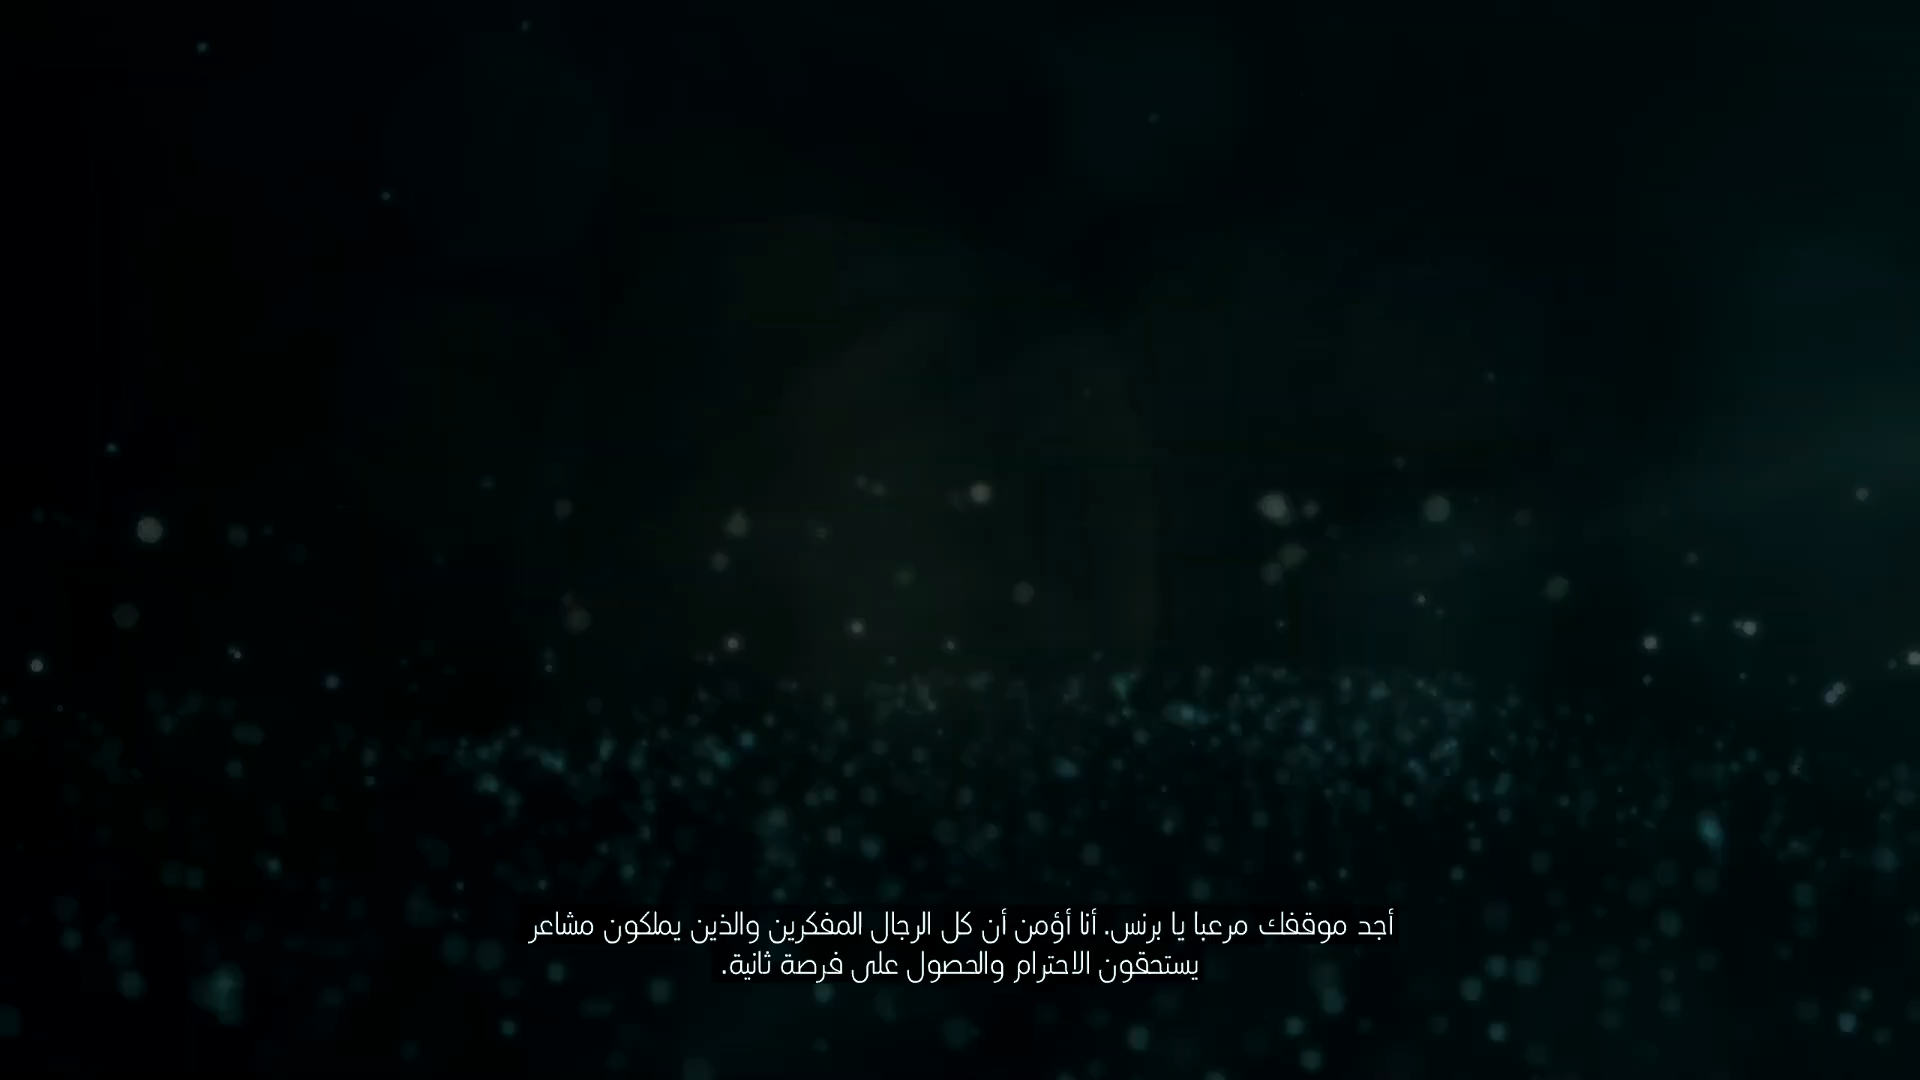 أجد موقفك مرعبا يا برنس. أنا أؤمن أن كل الرجال المفكرين والذين يملكون مشاعر
يستحقون الاحترام والحصول على فرصة ثانية.